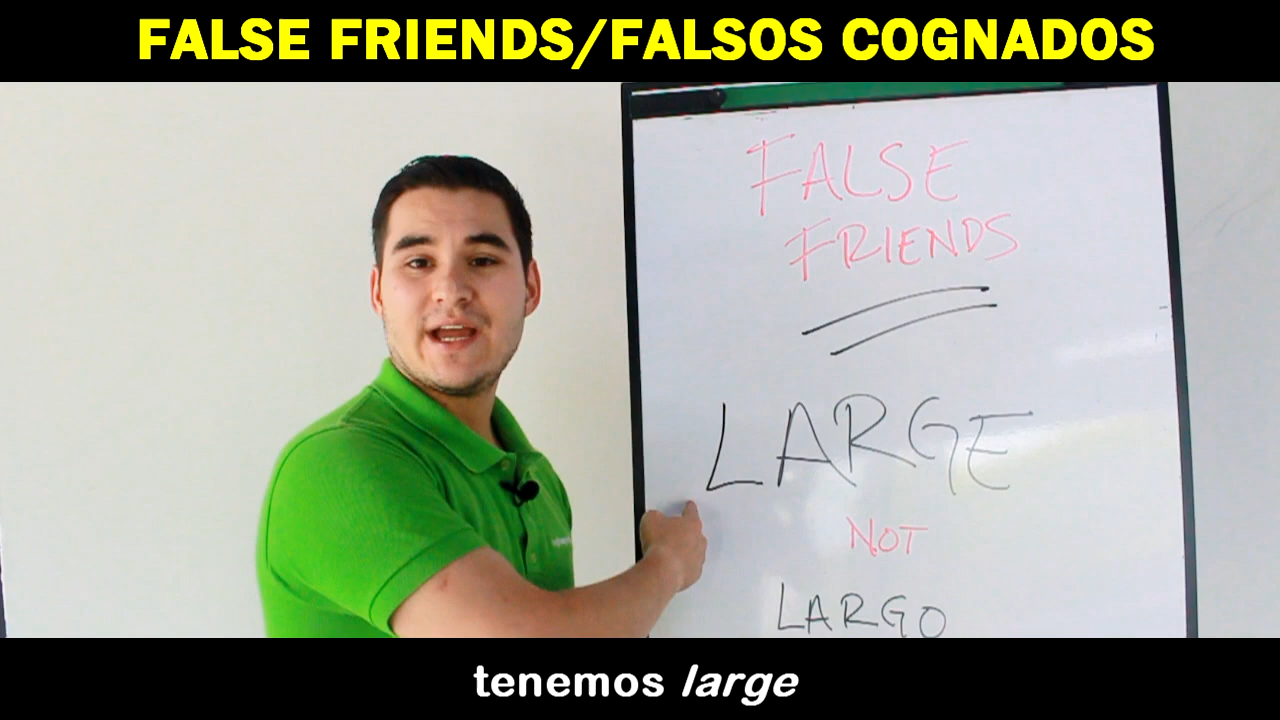 FALSE FRIENDS/FALSOS COGNADOS
FALSE
FRIENDS
LARGE
NOT
LARGO
tenemos large